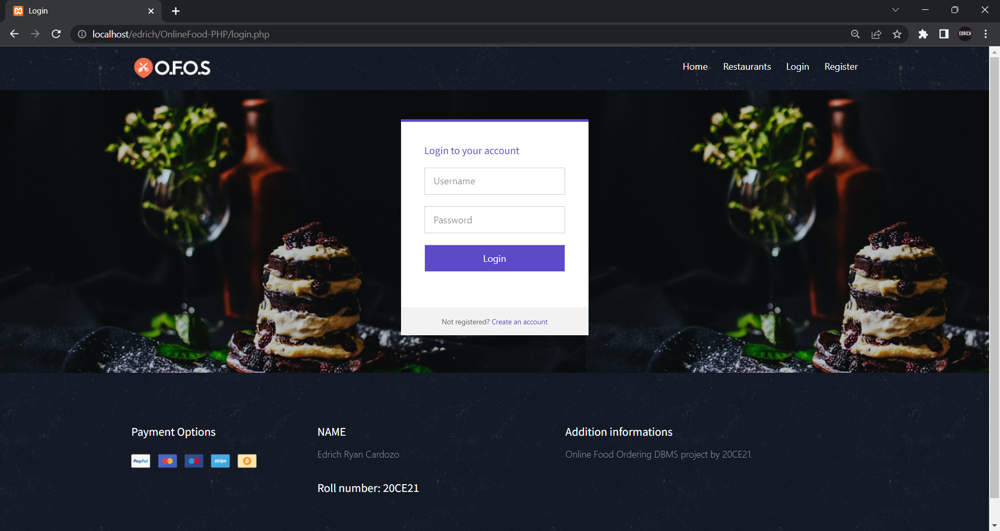 Login
localhost/edrich/OnlineFood-PHP/login.php
EDRICH
O.F.O.S
Home Restaurants Login Register
Login to your account
Username
Password
Login
Not registered? Create an account
Payment Options
PayPal
stripe
NAME
Edrich Ryan Cardozo
Roll number: 20CE21
Addition informations
Online Food Ordering DBMS project by 20CE21.